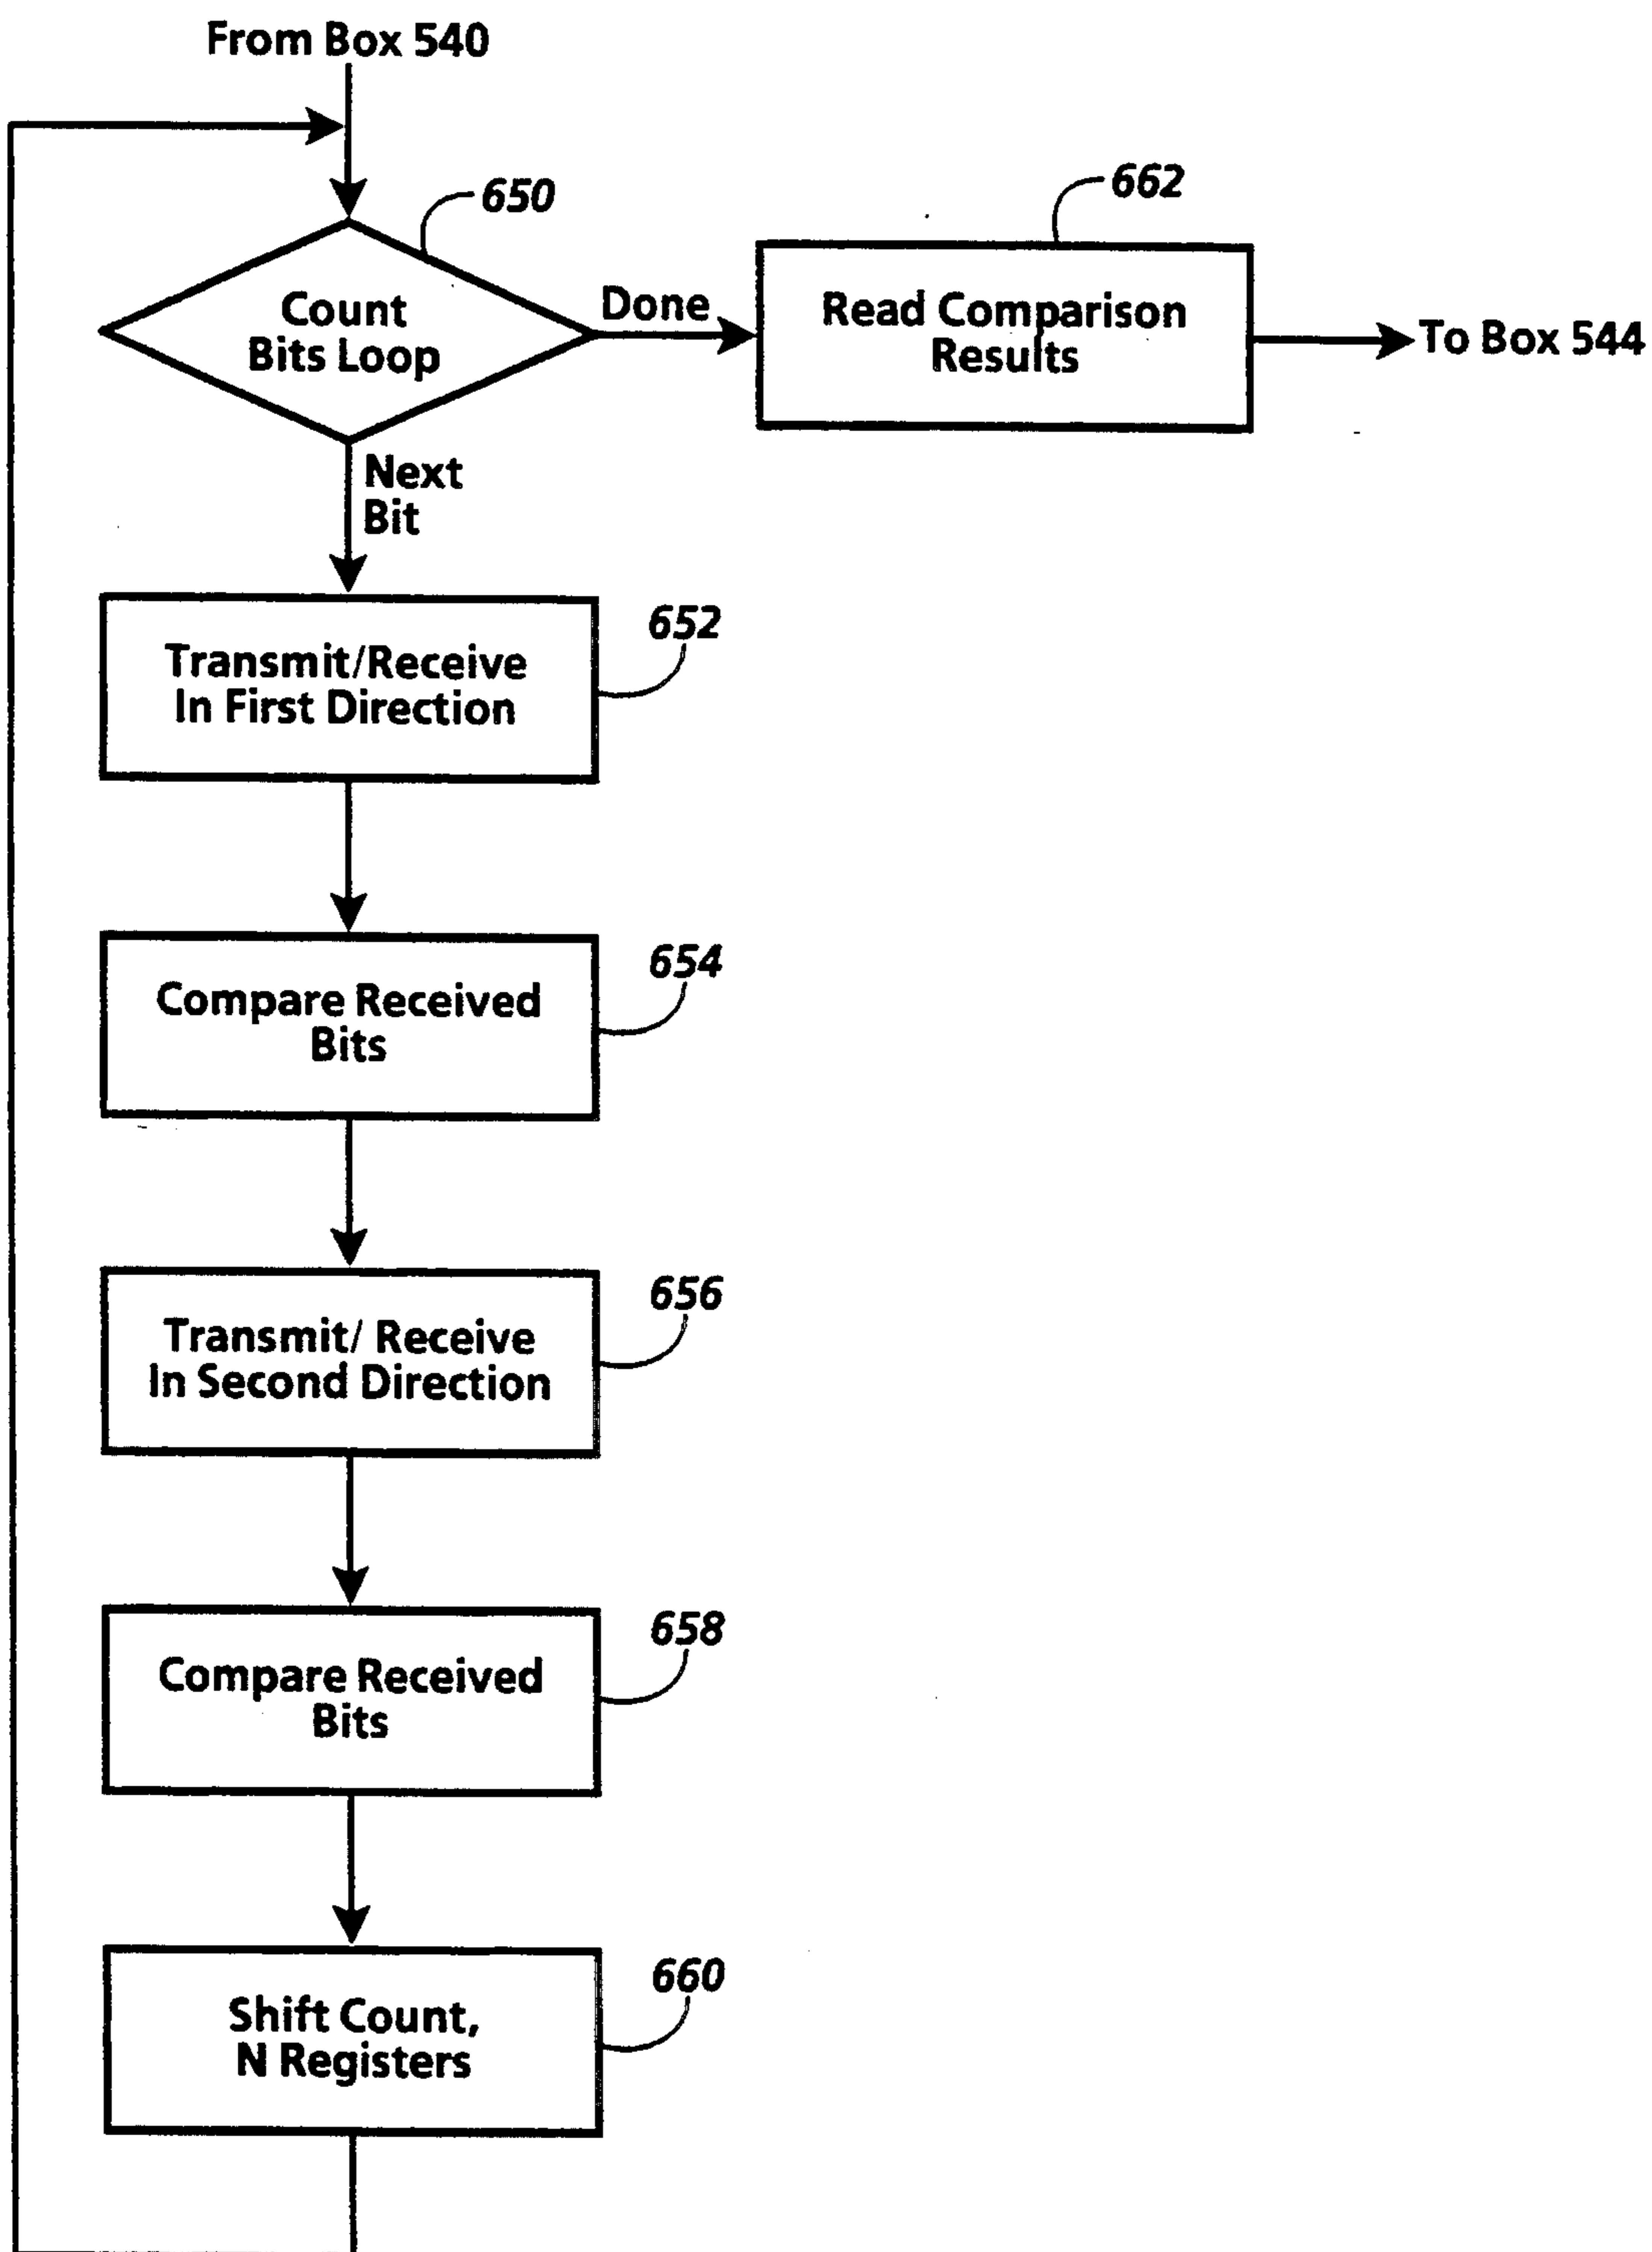 From Box 540
650
662
Count
Bits Loop
Done
Read Comparison
Results
To Box 544
Next
Bit
652
Transmit/Receive
In First Direction
654
Compare Received
Bits
656
Transmit/ Receive
In Second Direction
658
Compare Received
Bits
660
Shift Count,
N Registers